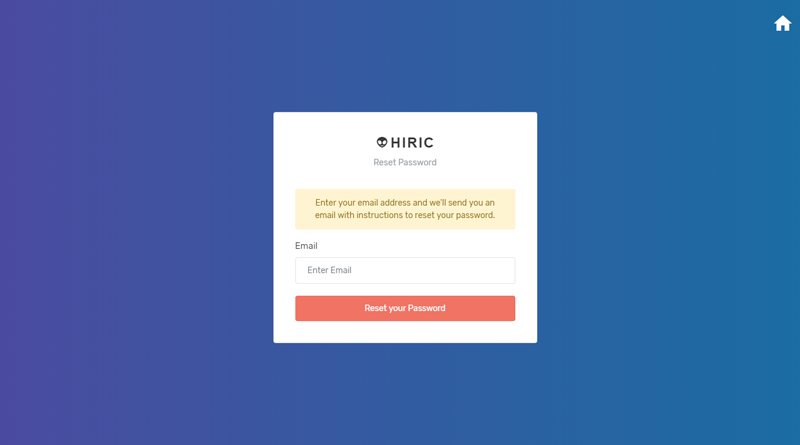 HIRIC
Reset Password
Enter your email address and we'll send you an
email with instructions to reset your password.
Email
Enter Email
Reset your Password